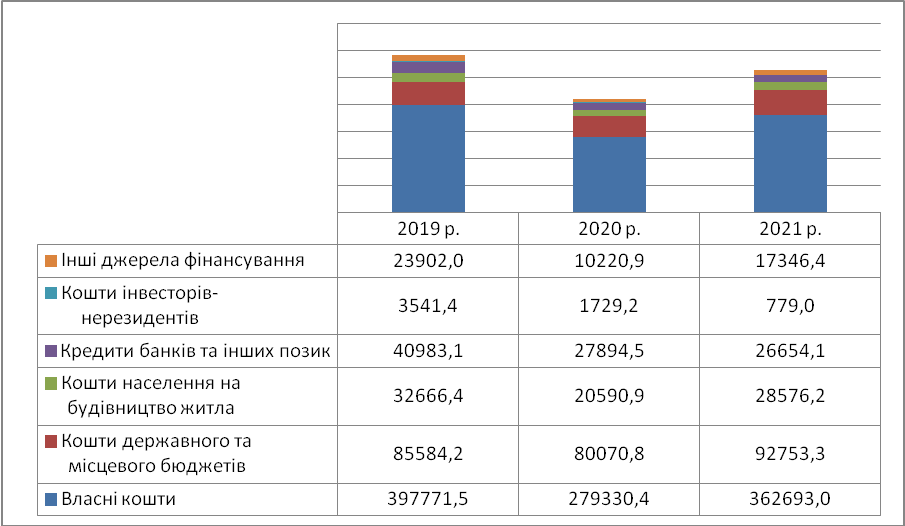 2019 р. 2020 р. 2021 р.
Інші джерела фінансування 23902,0 10220,9 17346,4
Кошти інвесторів-
нерезидентів 3541,4 1729,2 779,0
Кредити банків та інших позик 40983,1 27894,5 26654,1
Кошти населення на
будівництво житла 32666,4 20590,9 28576,2
Кошти державного та
місцевого бюджетів 85584,2 80070,8 92753,3
Власні кошти 397771,5 279330,4 362693,0